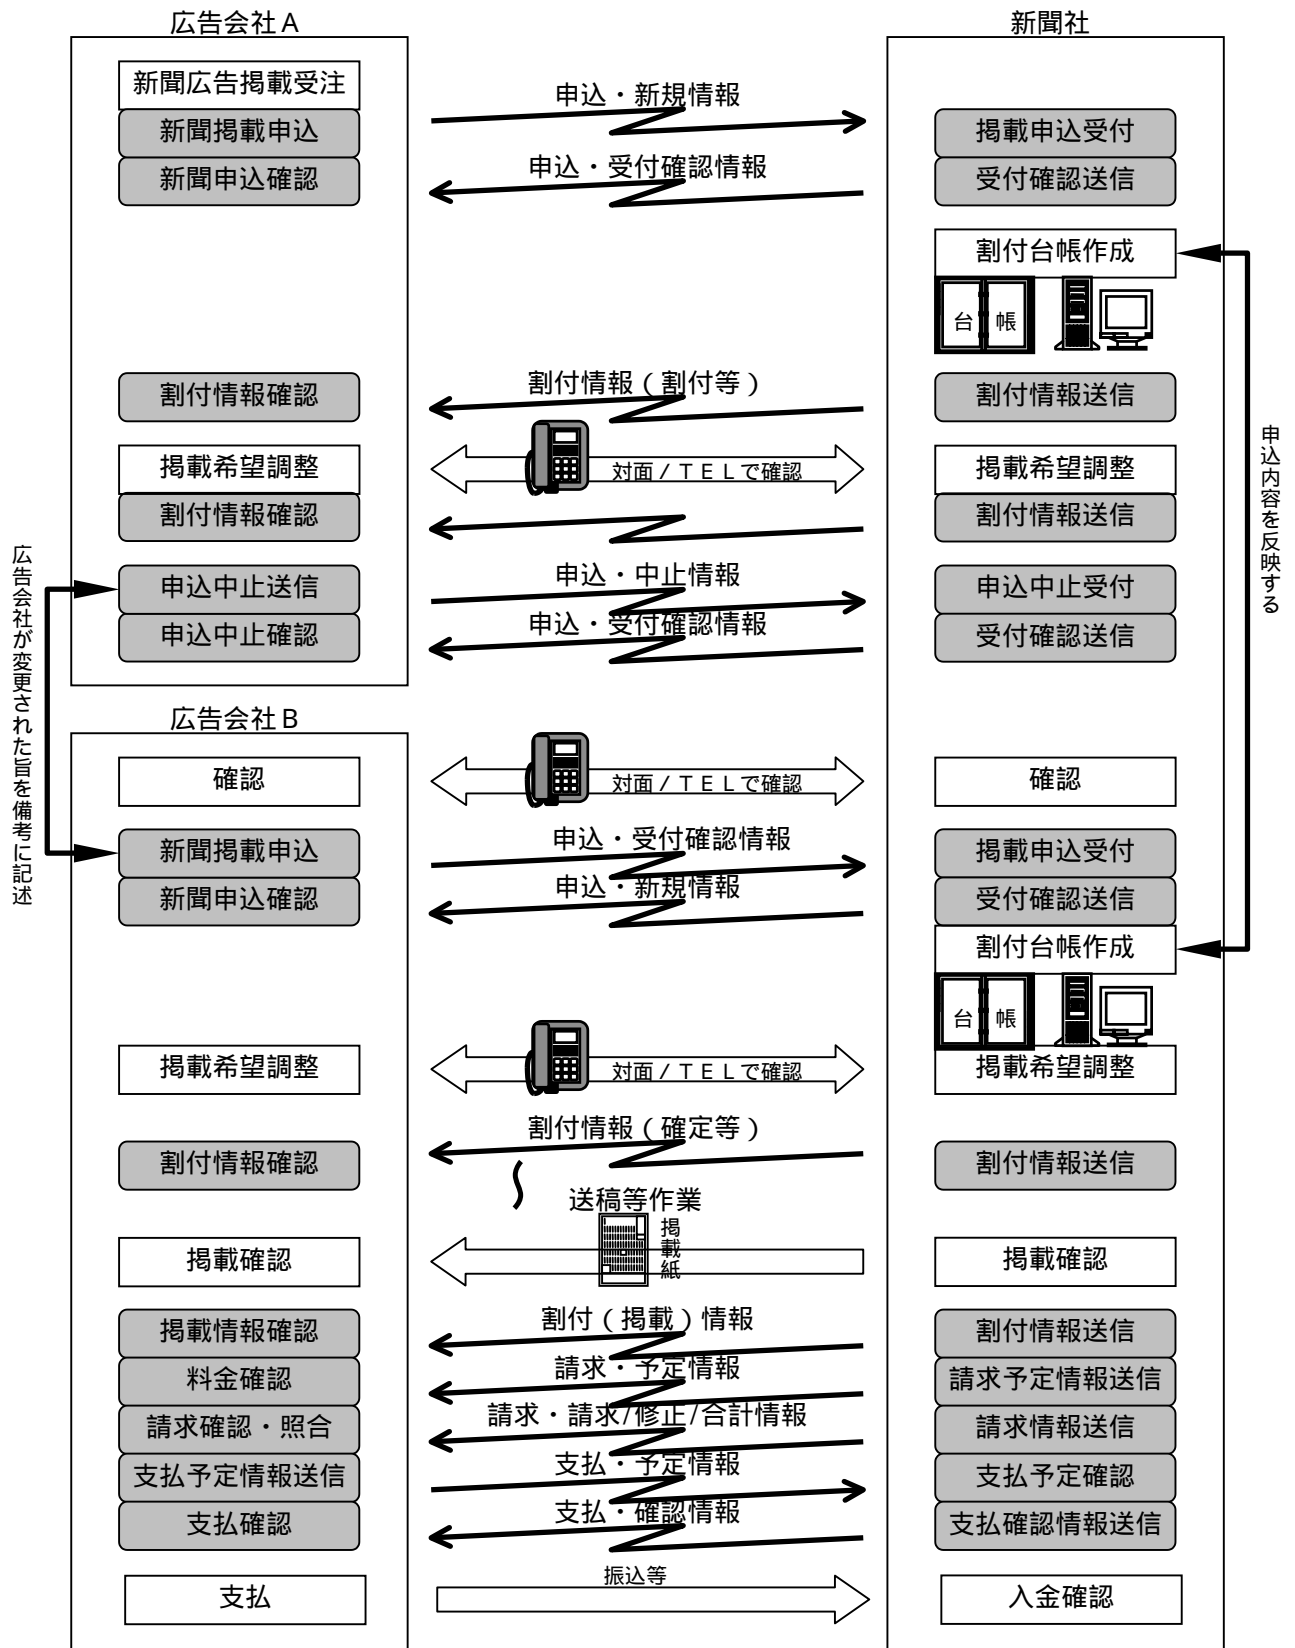 広告会社A
新聞社
新聞広告掲載受注
申込・新規情報
新聞掲載申込
掲載申込受付
申込・受付確認情報
新聞申込確認
受付確認送信
割付台帳作成
台 帳
割付情報(割付等)
割付情報確認
割付情報送信
掲載希望調整
対面/TELで確認
掲載希望調整
割付情報確認
割付情報送信
申込・中止情報
申込中止送信
申込中止受付
申込・受付確認情報
申込中止確認
受付確認送信
広告会社が変更された旨を備考に記述
申込内容を反映する
広告会社B
確認
対面/TELで確認
確認
申込・受付確認情報
新聞掲載申込
掲載申込受付
申込・新規情報
新聞申込確認
受付確認送信
割付台帳作成
台 帳
掲載希望調整
対面/TELで確認
掲載希望調整
割付情報(確定等)
割付情報確認
割付情報送信
送稿等作業
掲載紙
掲載確認
掲載確認
割付(掲載)情報
掲載情報確認
割付情報送信
請求・予定情報
料金確認
請求予定情報送信
請求・請求/修正/合計情報
請求確認・照合
請求情報送信
支払・予定情報
支払予定情報送信
支払予定確認
支払・確認情報
支払確認
支払確認情報送信
振込等
支払
入金確認